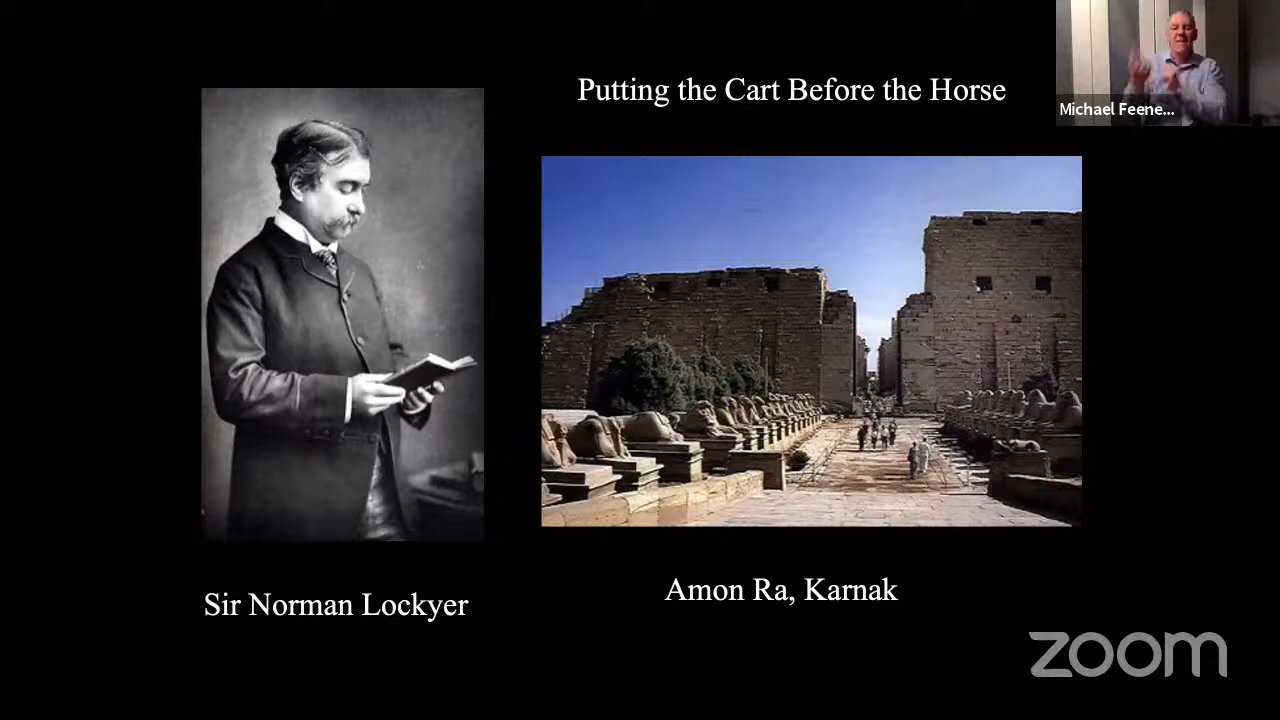 Putting the Cart Before the Horse
Michael Feene...
Sir Norman Lockyer
Amon Ra, Karnak
zoom